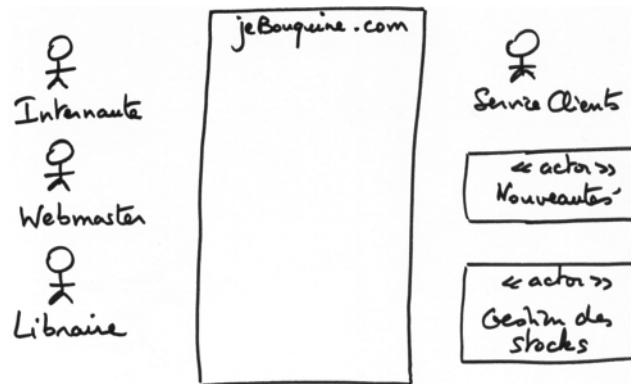 jeBouquine.com
Internaute
Webmaster
Libraire
Service Clients
<< actor >>
Nouveautés
<< actor >>
Gestion des
stocks